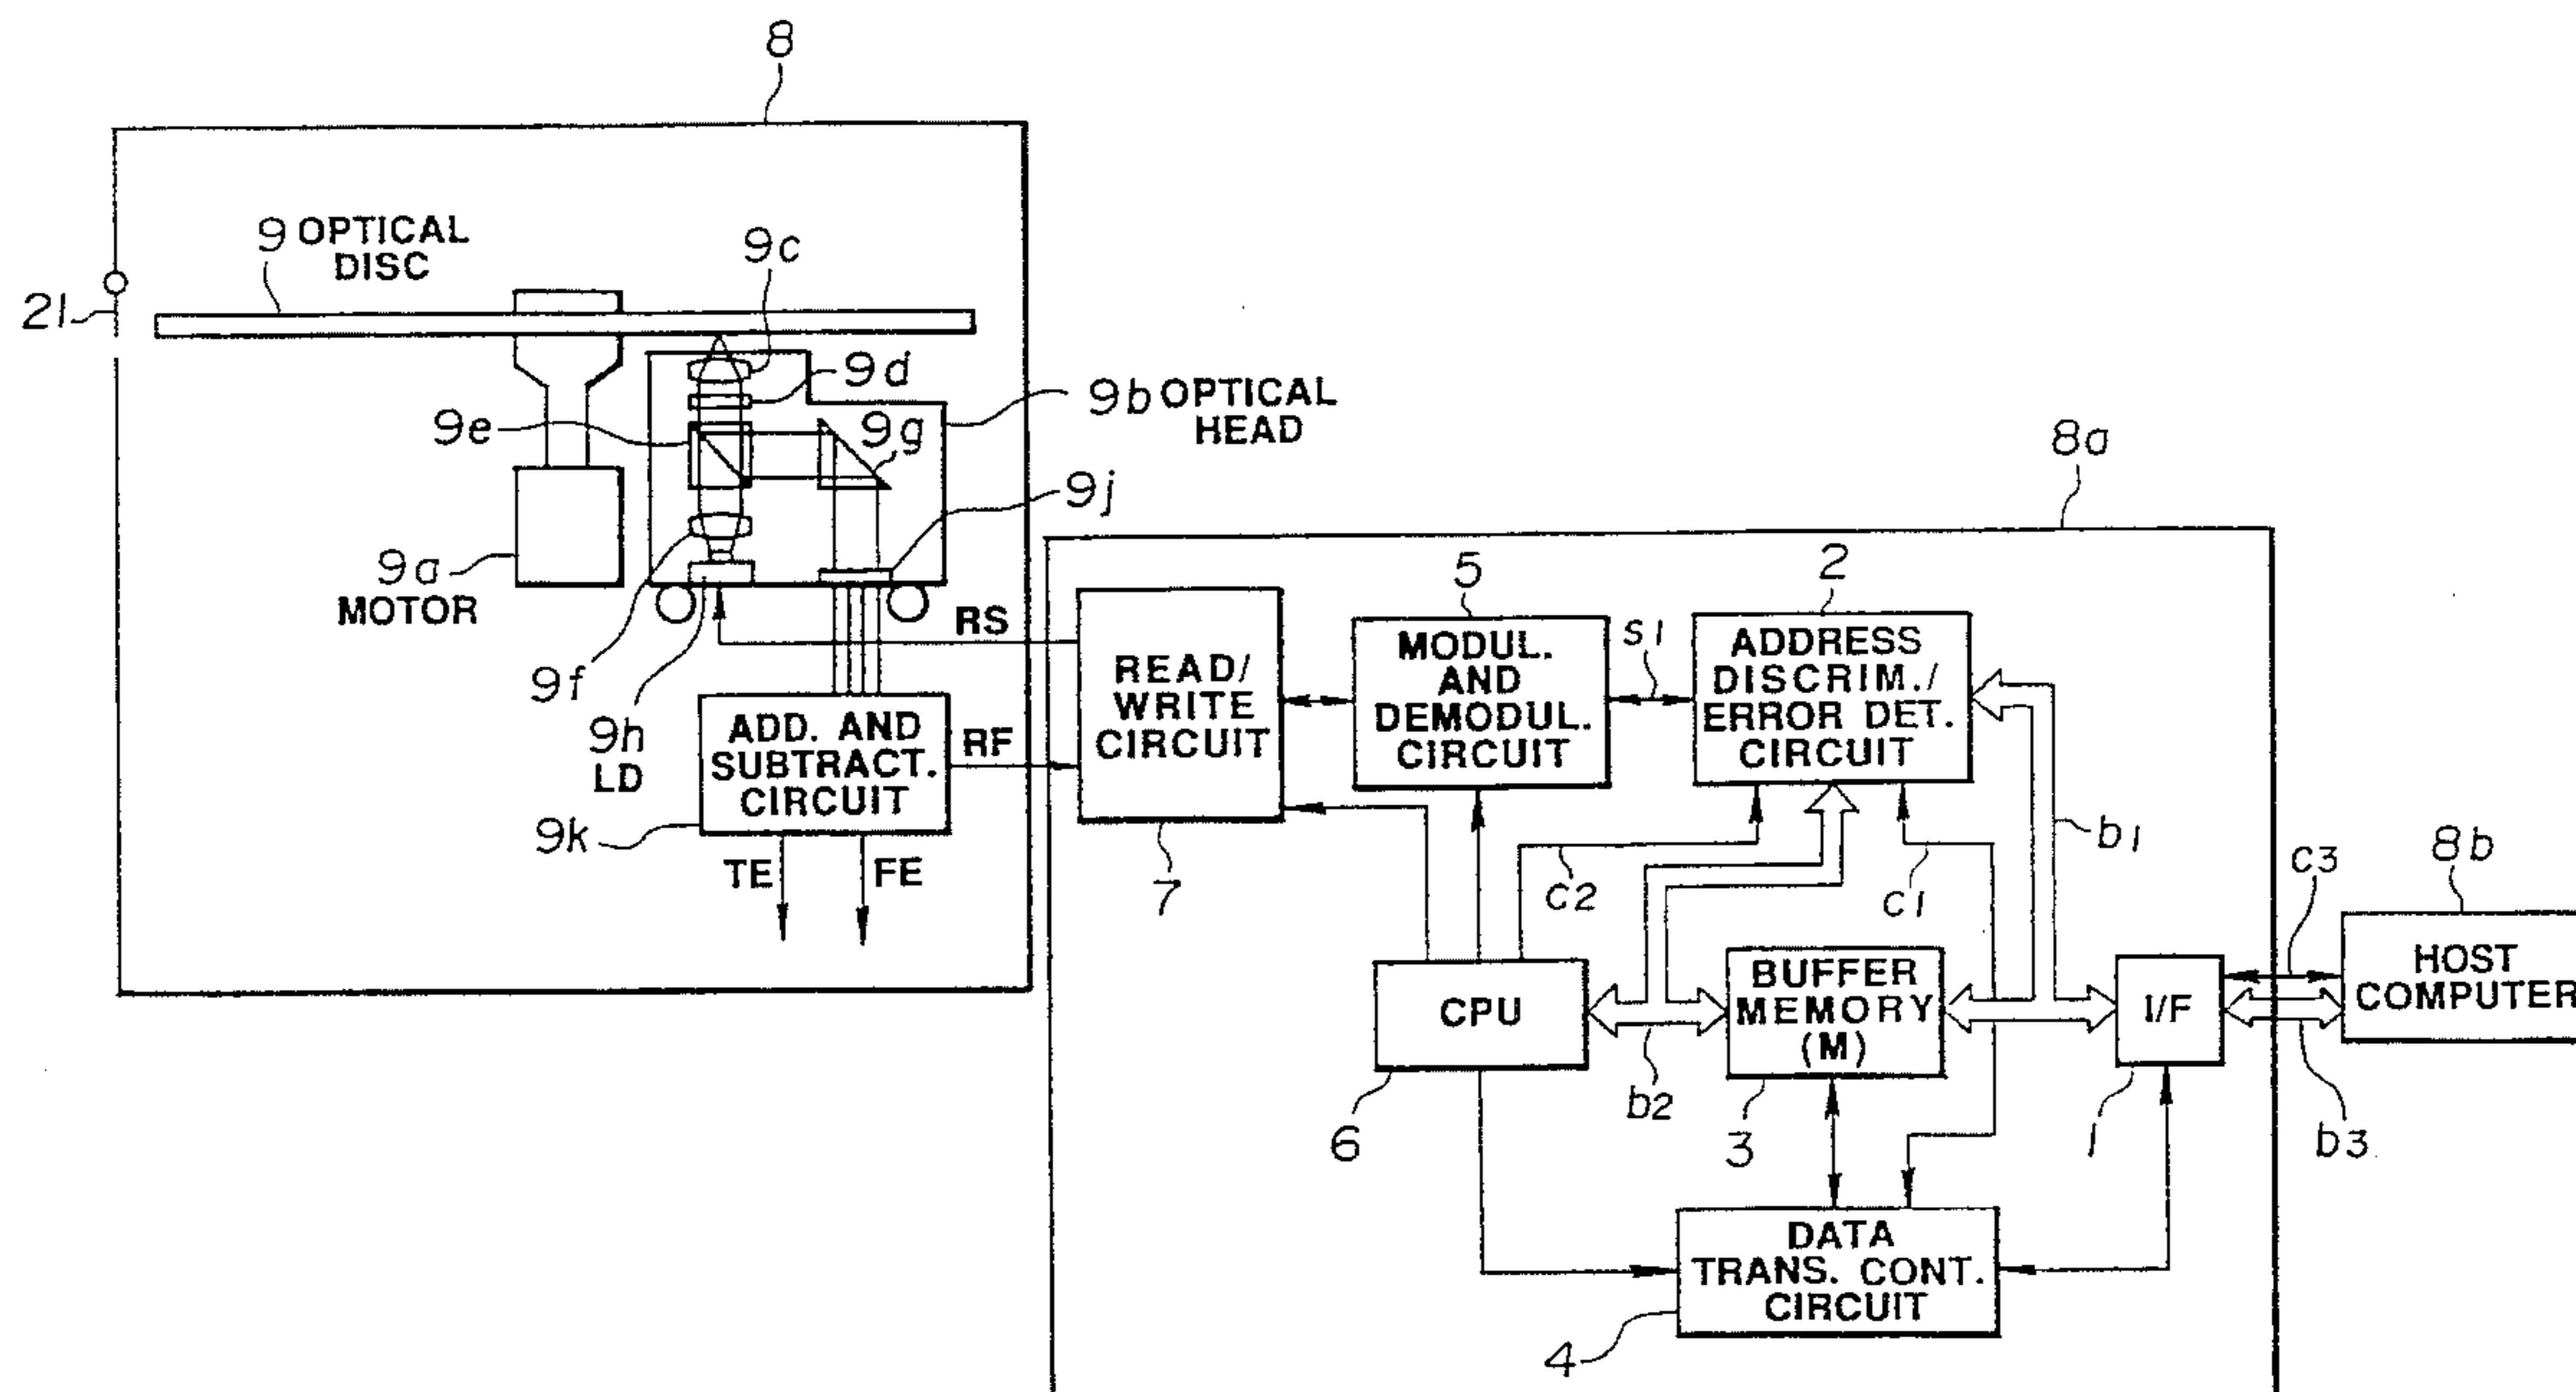 8
9 OPTICAL
DISC
9c
21
9d
9b OPTICAL
HEAD
9e
9g
9j
9a
MOTOR
9f
9h
LD
RS
RF
ADD. AND
SUBTRACT.
CIRCUIT
9k
TE
FE
8a
READ/
WRITE
CIRCUIT
7
5
MODUL.
AND
DEMODUL.
CIRCUIT
s1
2
ADDRESS
DISCRIM./
ERROR DET.
CIRCUIT
b1
c2
c1
c3
8b
HOST
COMPUTER
CPU
6
b2
BUFFER
MEMORY
(M)
3
I/F
1
b3
DATA
TRANS. CONT.
CIRCUIT
4